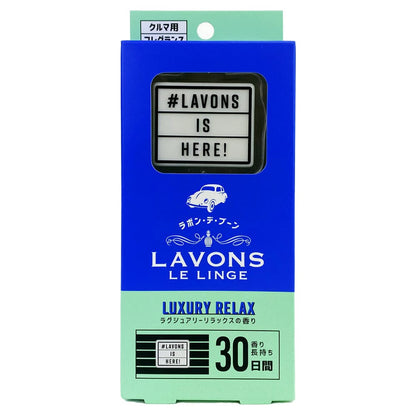 クルマ用
フレグランス
#LAVONS
IS
HERE!
ラボン・デ・ブーン
LAVONS
LE LINGE
LUXURY RELAX
ラグジュアリーリラックスの香り
#LAVONS
IS
HERE!
香り
長持ち
30日間